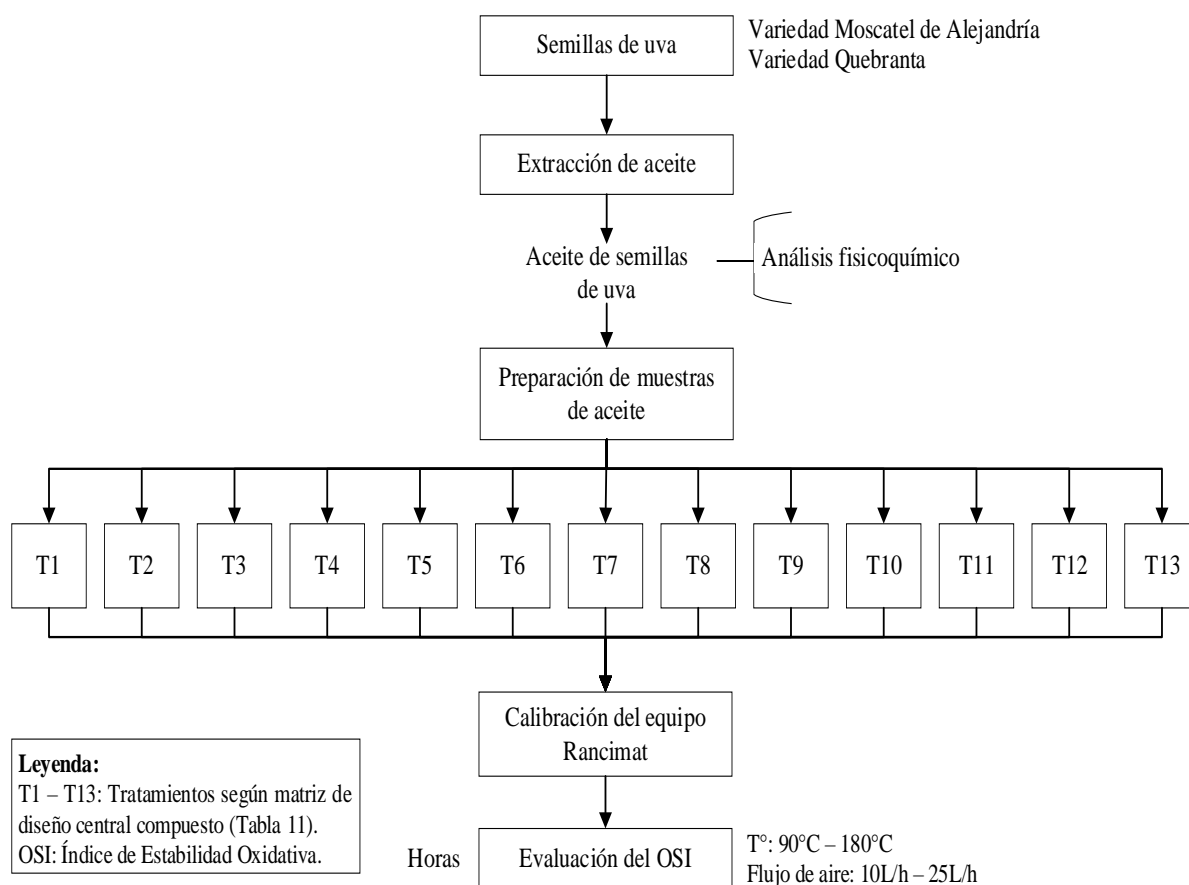 Semillas de uva
Variedad Moscatel de Alejandría
Variedad Quebranta
Extracción de aceite
Aceite de semillas
de uva
Análisis fisicoquímico
Preparación de muestras
de aceite
T1
T2
T3
T4
T5
T6
T7
T8
T9
T10
T11
T12
T13
Calibración del equipo
Rancimat
Leyenda:
T1 – T13: Tratamientos según matriz de
diseño central compuesto (Tabla 11).
OSI: Índice de Estabilidad Oxidativa.
Horas
Evaluación del OSI
T°: 90°C – 180°C
Flujo de aire: 10L/h – 25L/h